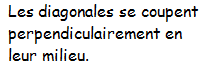 Les diagonales se coupent
perpendiculairement en
leur milieu.